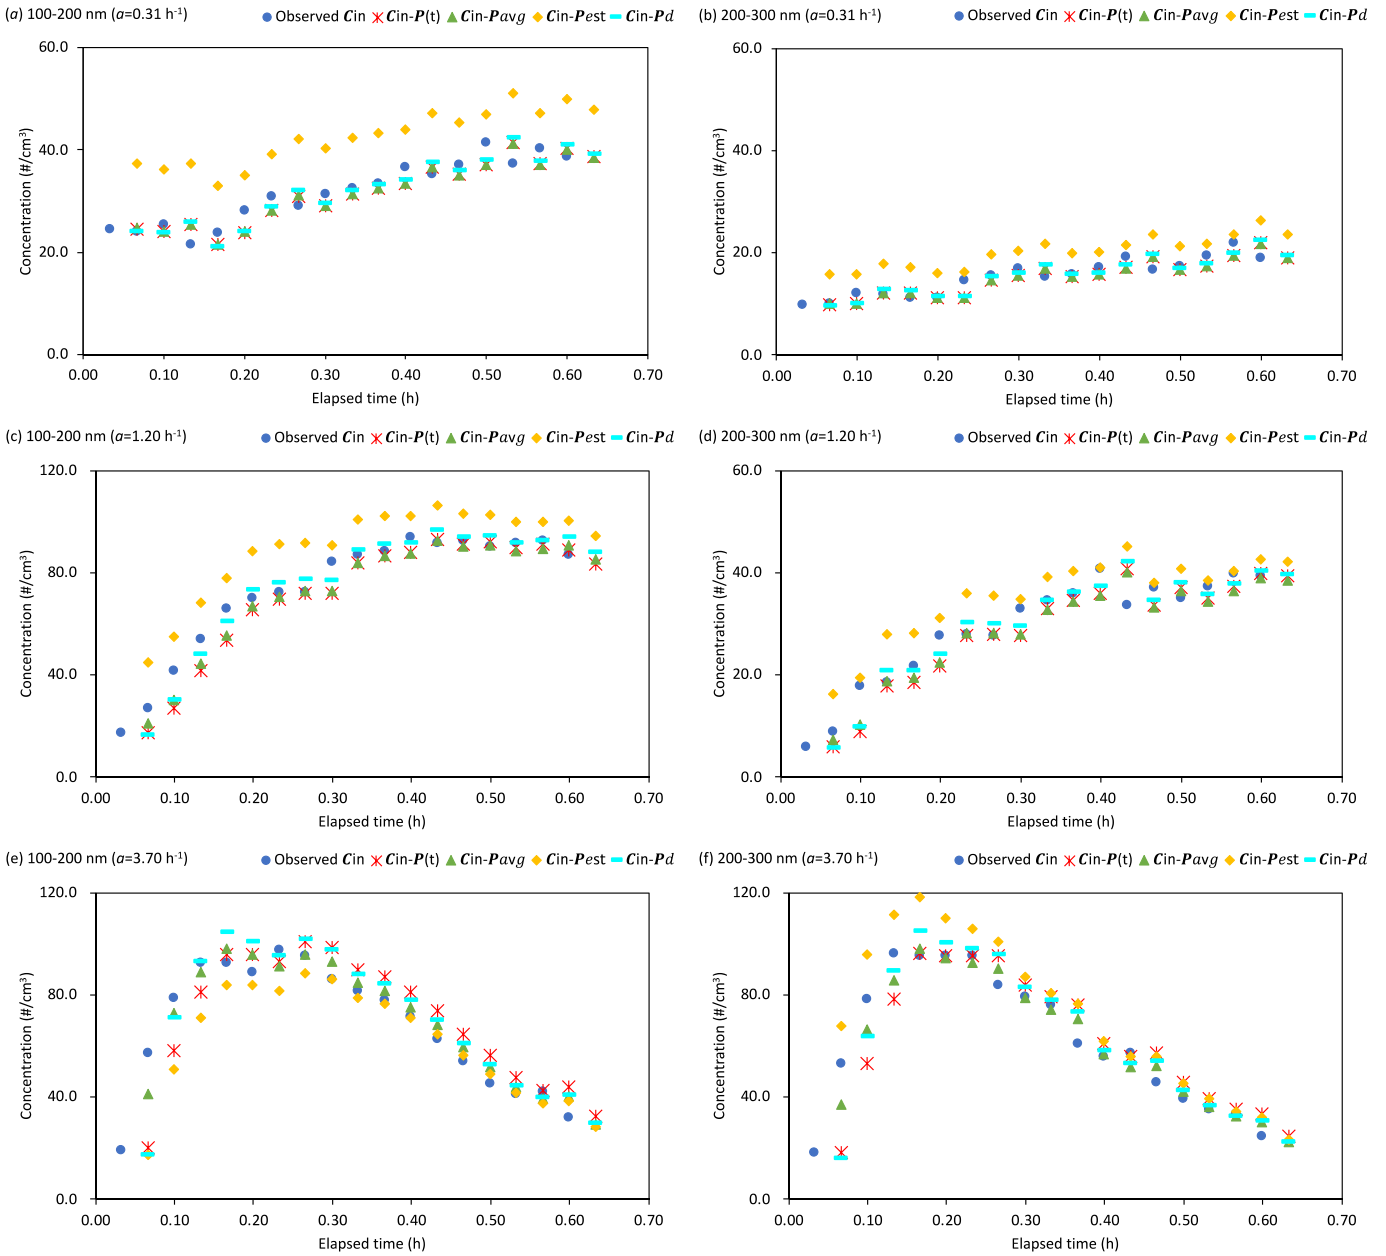 (a) 100-200 nm (a=0.31 h-1) Observed Cin Cin-P(t) Cin-Pavg Cin-Pest Cin-Pd
60.0
40.0
20.0
0.0
Concentration (#/cm³)
0.00 0.10 0.20 0.30 0.40 0.50 0.60 0.70
Elapsed time (h)
(b) 200-300 nm (a=0.31 h-1) Observed Cin Cin-P(t) Cin-Pavg Cin-Pest Cin-Pd
60.0
40.0
20.0
0.0
Concentration (#/cm³)
0.00 0.10 0.20 0.30 0.40 0.50 0.60 0.70
Elapsed time (h)
(c) 100-200 nm (a=1.20 h-1) Observed Cin Cin-P(t) Cin-Pavg Cin-Pest Cin-Pd
120.0
80.0
40.0
0.0
Concentration (#/cm³)
0.00 0.10 0.20 0.30 0.40 0.50 0.60 0.70
Elapsed time (h)
(d) 200-300 nm (a=1.20 h-1) Observed Cin Cin-P(t) Cin-Pavg Cin-Pest Cin-Pd
60.0
40.0
20.0
0.0
Concentration (#/cm³)
0.00 0.10 0.20 0.30 0.40 0.50 0.60 0.70
Elapsed time (h)
(e) 100-200 nm (a=3.70 h-1) Observed Cin Cin-P(t) Cin-Pavg Cin-Pest Cin-Pd
120.0
80.0
40.0
0.0
Concentration (#/cm³)
0.00 0.10 0.20 0.30 0.40 0.50 0.60 0.70
Elapsed time (h)
(f) 200-300 nm (a=3.70 h-1) Observed Cin Cin-P(t) Cin-Pavg Cin-Pest Cin-Pd
120.0
80.0
40.0
0.0
Concentration (#/cm³)
0.00 0.10 0.20 0.30 0.40 0.50 0.60 0.70
Elapsed time (h)